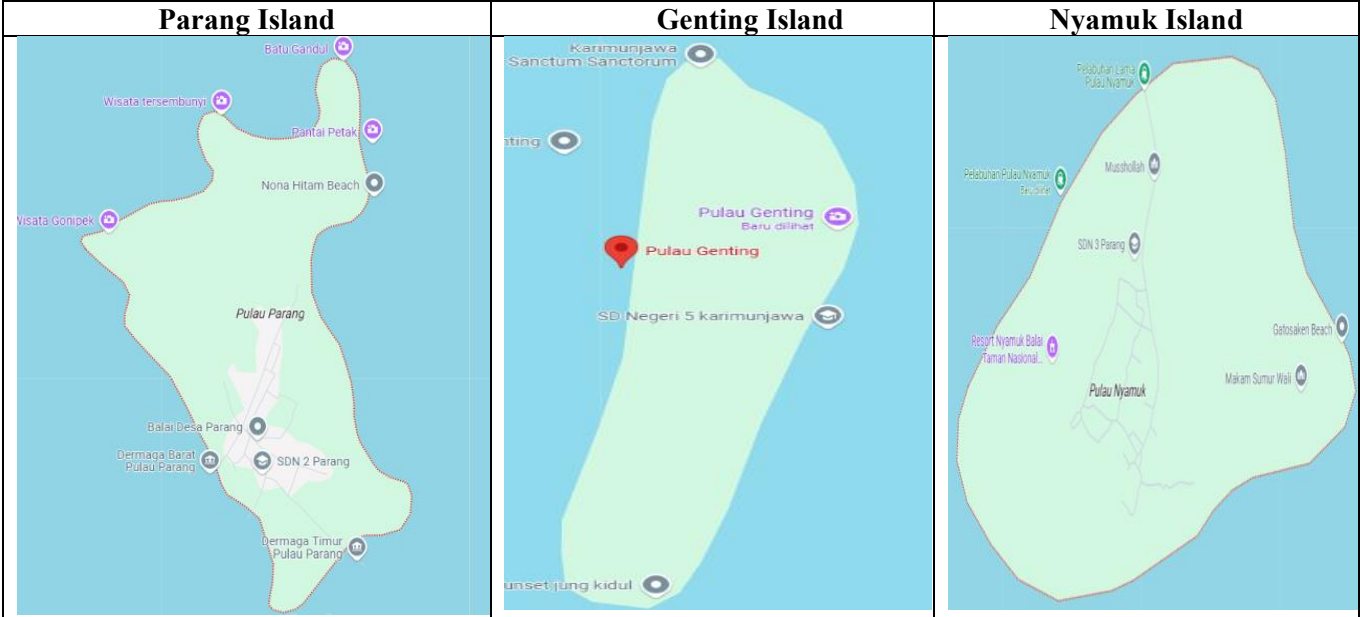 Parang Island
Genting Island
Nyamuk Island
Batu Gandul
Wisata tersembunyi
Pantai Petak
Nona Hitam Beach
Wisata Gonipek
Pulau Parang
Balai Desa Parang
Dermaga Barat
Pulau Parang
SDN 2 Parang
Dermaga Timur
Pulau Parang
Karimunjawa
Sanctum Sanctorum
nting
Pulau Genting
Baru dilihat
Pulau Genting
SD Negeri 5 karimunjawa
unset jung kidul
Pelabuhan Lama
Pulau Nyamuk
Musshollah
Pelabuhan Pulau Nyamuk
Baru dilihat
SDN 3 Parang
Gatosaken Beach
Resort Nyamuk Balai
Taman Nasional...
Makam Sumur Wali
Pulau Nyamuk